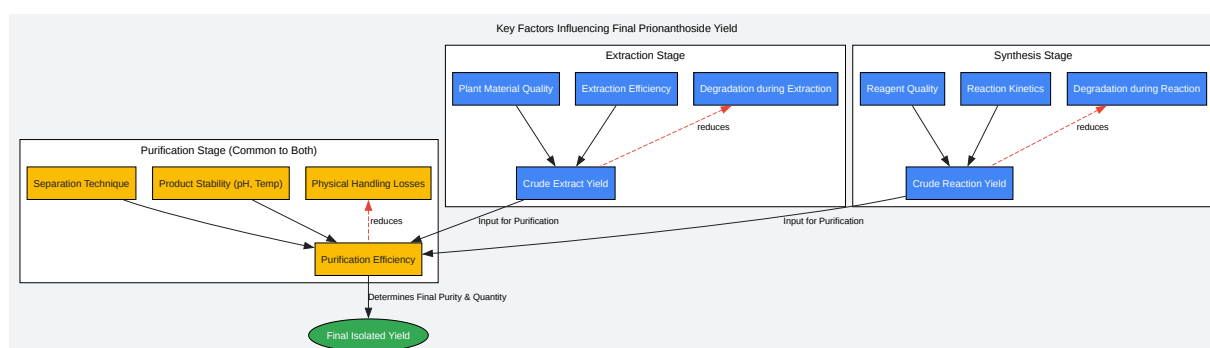 Key Factors Influencing Final Prionanthoside Yield
Extraction Stage
Plant Material Quality
Extraction Efficiency
Degradation during Extraction
reduces
Crude Extract Yield
Synthesis Stage
Reagent Quality
Reaction Kinetics
Degradation during Reaction
reduces
Crude Reaction Yield
Purification Stage (Common to Both)
Separation Technique
Product Stability (pH, Temp)
Physical Handling Losses
reduces
Input for Purification
Input for Purification
Purification Efficiency
Determines Final Purity & Quantity
Final Isolated Yield